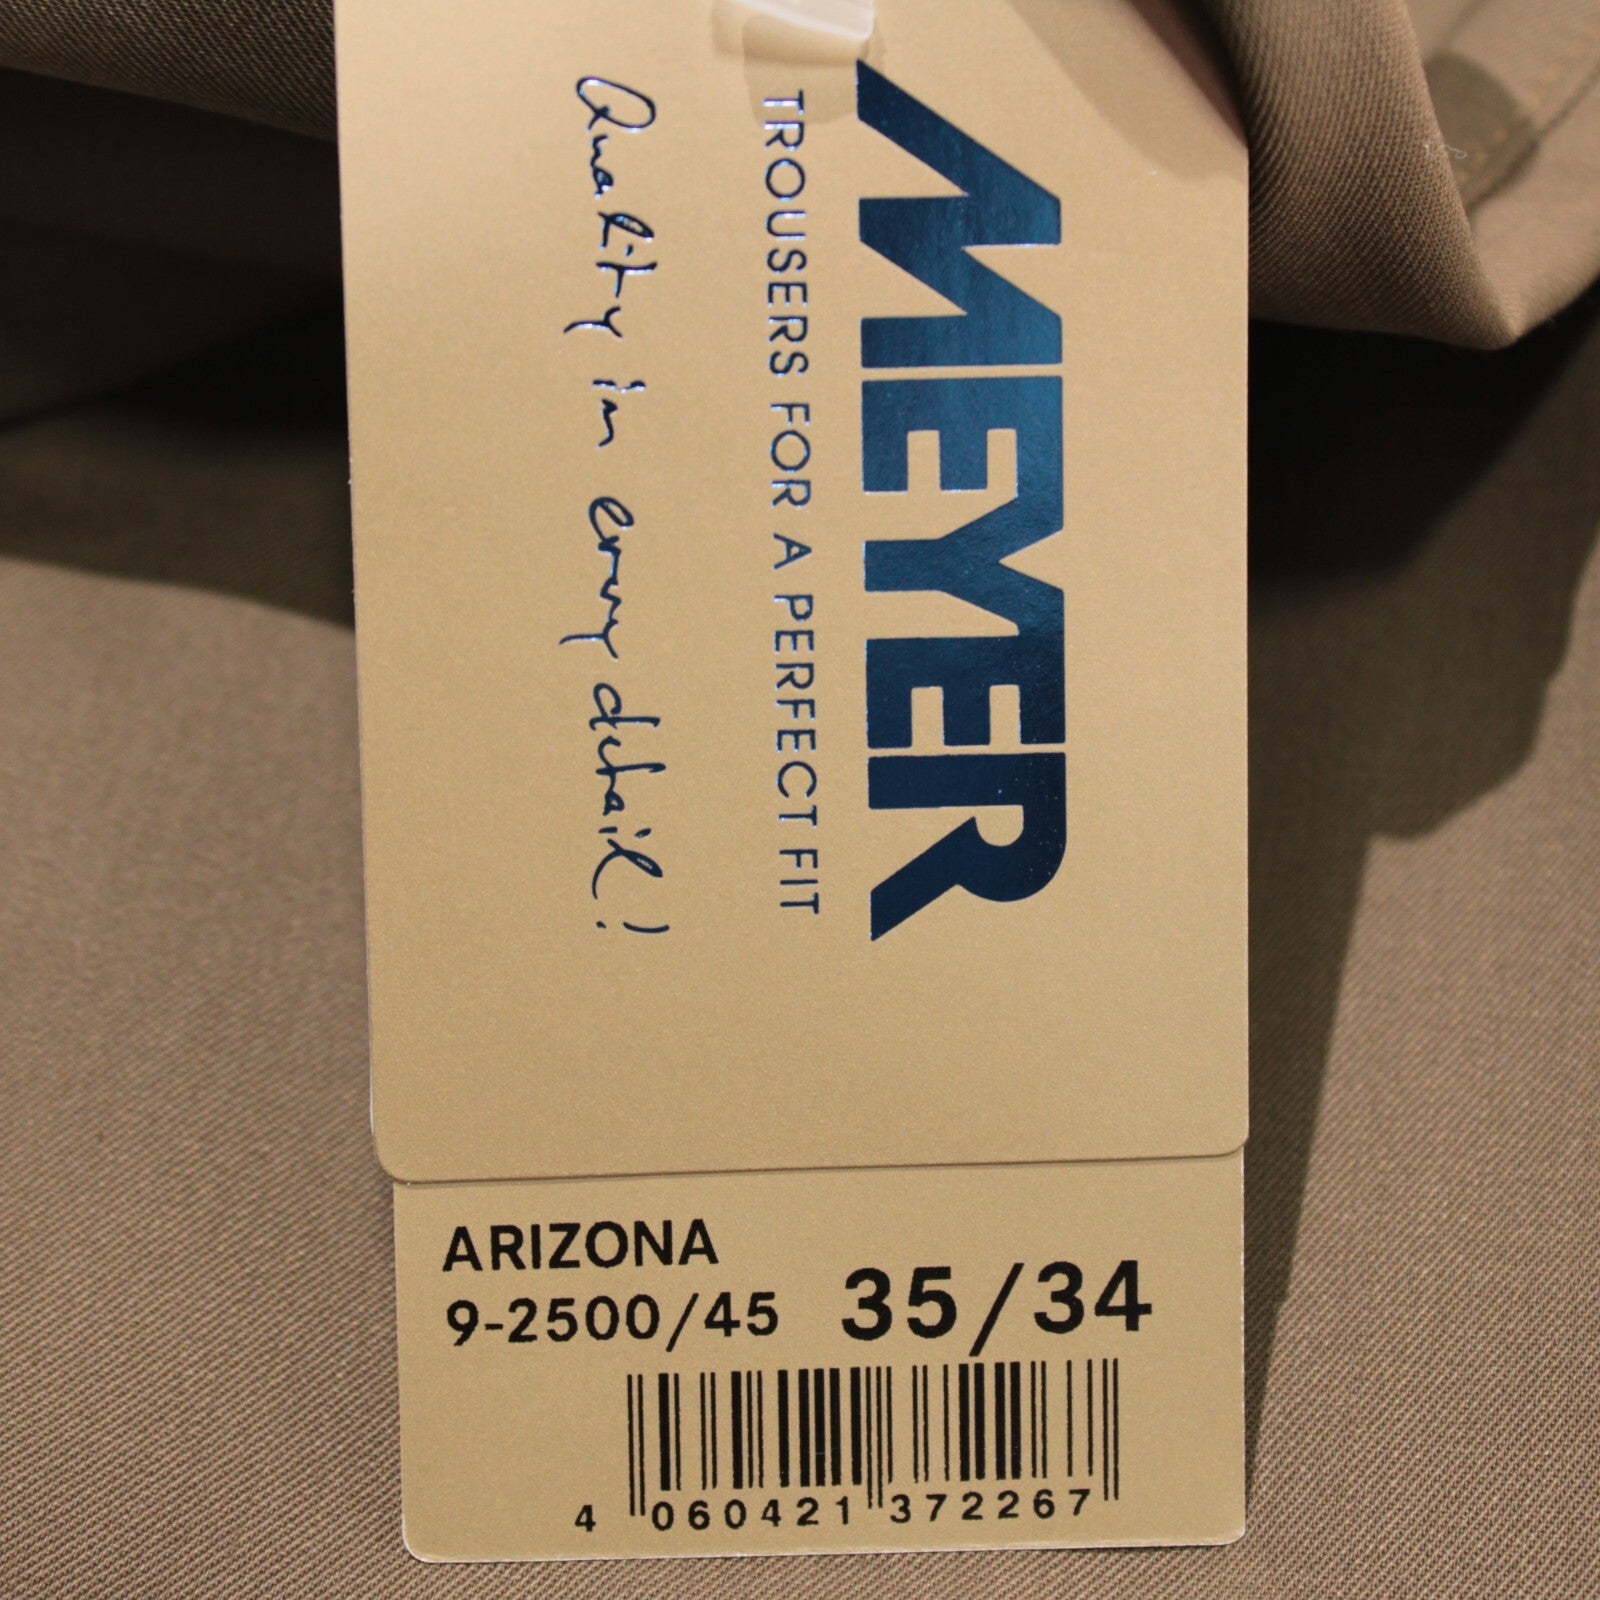 MEYER
TROUSERS FOR A PERFECT FIT
Quality in every detail!
ARIZONA
9-2500/45 35/34
4 060421 372267